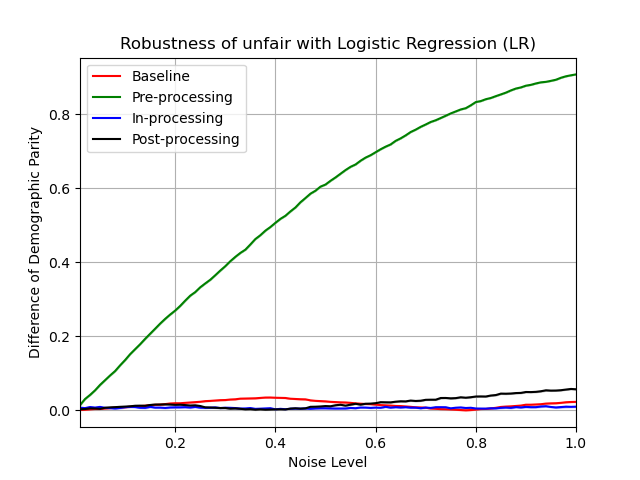 Robustness of unfair with Logistic Regression (LR)
Baseline
Pre-processing
In-processing
Post-processing
Difference of Demographic Parity
0.8
0.6
0.4
0.2
0.0
0.2 0.4 0.6 0.8 1.0
Noise Level